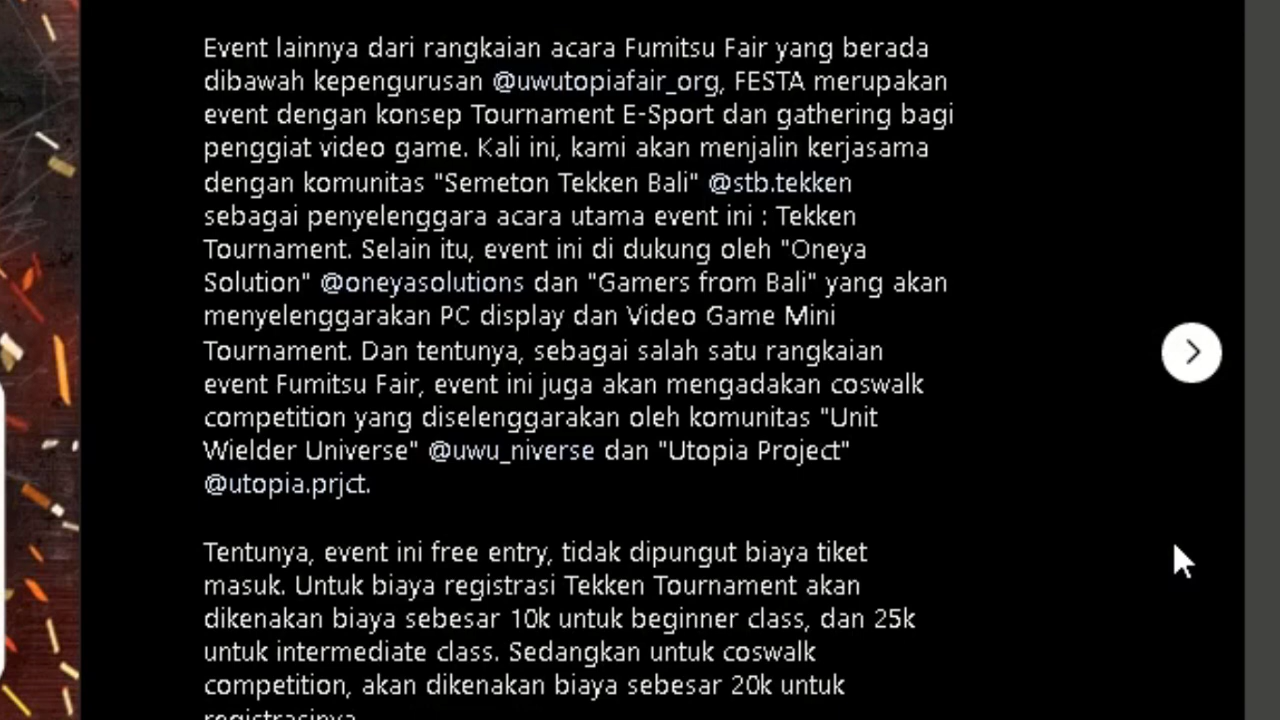 Event lainnya dari rangkaian acara Fumitsu Fair yang berada
dibawah kepengurusan @uwutopiafair_org, FESTA merupakan
event dengan konsep Tournament E-Sport dan gathering bagi
penggiat video game. Kali ini, kami akan menjalin kerjasama
dengan komunitas "Semeton Tekken Bali" @stb.tekken
sebagai penyelenggara acara utama event ini : Tekken
Tournament. Selain itu, event ini di dukung oleh "Oneya
Solution" @oneyasolutions dan "Gamers from Bali" yang akan
menyelenggarakan PC display dan Video Game Mini
Tournament. Dan tentunya, sebagai salah satu rangkaian
event Fumitsu Fair, event ini juga akan mengadakan coswalk
competition yang diselenggarakan oleh komunitas "Unit
Wielder Universe" @uwu_niverse dan "Utopia Project"
@utopia.prjct.
Tentunya, event ini free entry, tidak dipungut biaya tiket
masuk. Untuk biaya registrasi Tekken Tournament akan
dikenakan biaya sebesar 10k untuk beginner class, dan 25k
untuk intermediate class. Sedangkan untuk coswalk
competition, akan dikenakan biaya sebesar 20k untuk
registrasinya